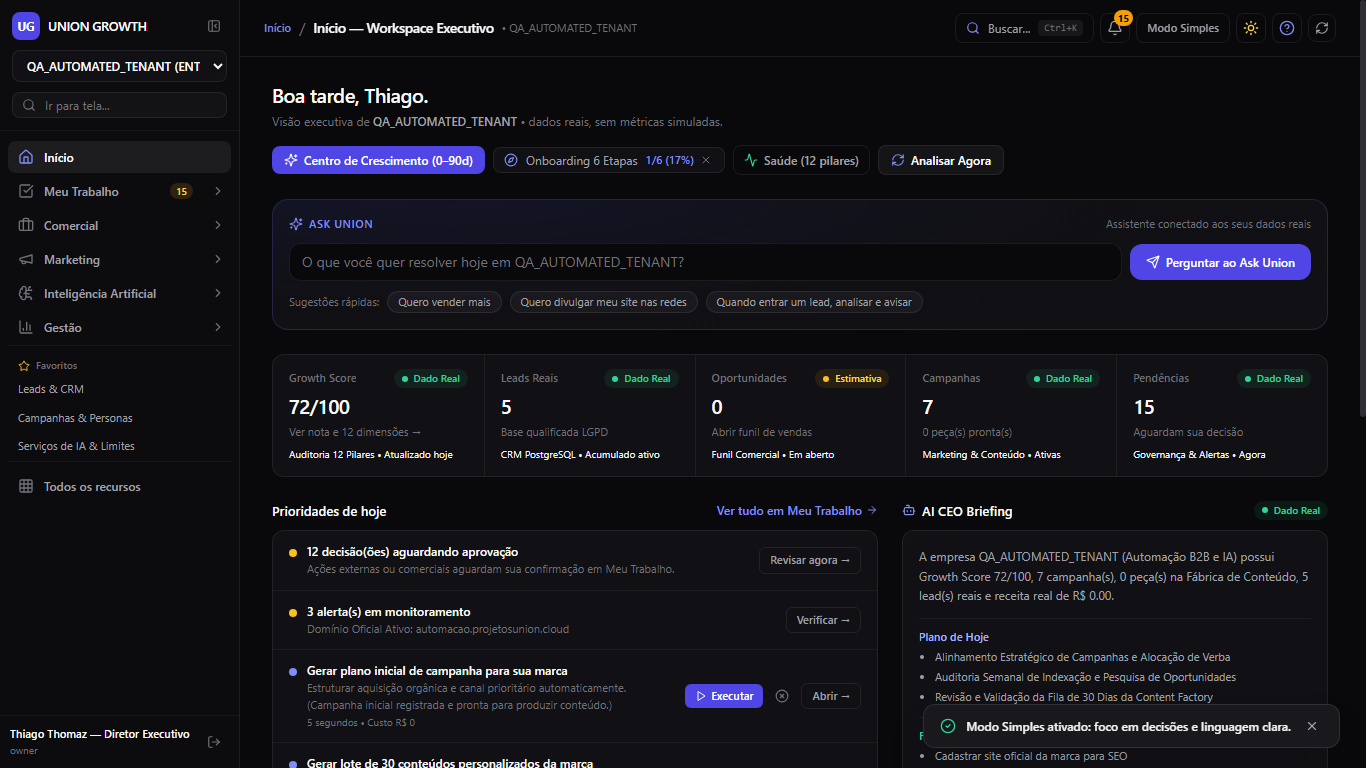 UG UNION GROWTH
QA_AUTOMATED_TENANT (ENT
Ir para tela...
Início
Meu Trabalho 15
Comercial
Marketing
Inteligência Artificial
Gestão
Favoritos
Leads & CRM
Campanhas & Personas
Serviços de IA & Limites
Todos os recursos
Thiago Thomaz — Diretor Executivo
owner
Início / Início — Workspace Executivo • QA_AUTOMATED_TENANT
Buscar... Ctrl+K
15
Modo Simples
Boa tarde, Thiago.
Visão executiva de QA_AUTOMATED_TENANT • dados reais, sem métricas simuladas.
Centro de Crescimento (0–90d)
Onboarding 6 Etapas 1/6 (17%)
Saúde (12 pilares)
Analisar Agora
ASK UNION
Assistente conectado aos seus dados reais
O que você quer resolver hoje em QA_AUTOMATED_TENANT?
Perguntar ao Ask Union
Sugestões rápidas: Quero vender mais Quero divulgar meu site nas redes Quando entrar um lead, analisar e avisar
Growth Score Dado Real
72/100
Ver nota e 12 dimensões →
Auditoria 12 Pilares • Atualizado hoje
Leads Reais Dado Real
5
Base qualificada LGPD
CRM PostgreSQL • Acumulado ativo
Oportunidades Estimativa
0
Abrir funil de vendas
Funil Comercial • Em aberto
Campanhas Dado Real
7
0 peça(s) pronta(s)
Marketing & Conteúdo • Ativas
Pendências Dado Real
15
Aguardam sua decisão
Governança & Alertas • Agora
Prioridades de hoje
Ver tudo em Meu Trabalho →
12 decisão(ões) aguardando aprovação
Ações externas ou comerciais aguardam sua confirmação em Meu Trabalho.
Revisar agora →
3 alerta(s) em monitoramento
Domínio Oficial Ativo: automacao.projetosunion.cloud
Verificar →
Gerar plano inicial de campanha para sua marca
Estruturar aquisição orgânica e canal prioritário automaticamente.
(Campanha inicial registrada e pronta para produzir conteúdo.)
5 segundos • Custo R$ 0
Executar
Abrir →
Gerar lote de 30 conteúdos personalizados da marca
AI CEO Briefing Dado Real
A empresa QA_AUTOMATED_TENANT (Automação B2B e IA) possui
Growth Score 72/100, 7 campanha(s), 0 peça(s) na Fábrica de Conteúdo, 5
lead(s) reais e receita real de R$ 0.00.
Plano de Hoje
• Alinhamento Estratégico de Campanhas e Alocação de Verba
• Auditoria Semanal de Indexação e Pesquisa de Oportunidades
• Revisão e Validação da Fila de 30 Dias da Content Factory
Modo Simples ativado: foco em decisões e linguagem clara.
• Cadastrar site oficial da marca para SEO